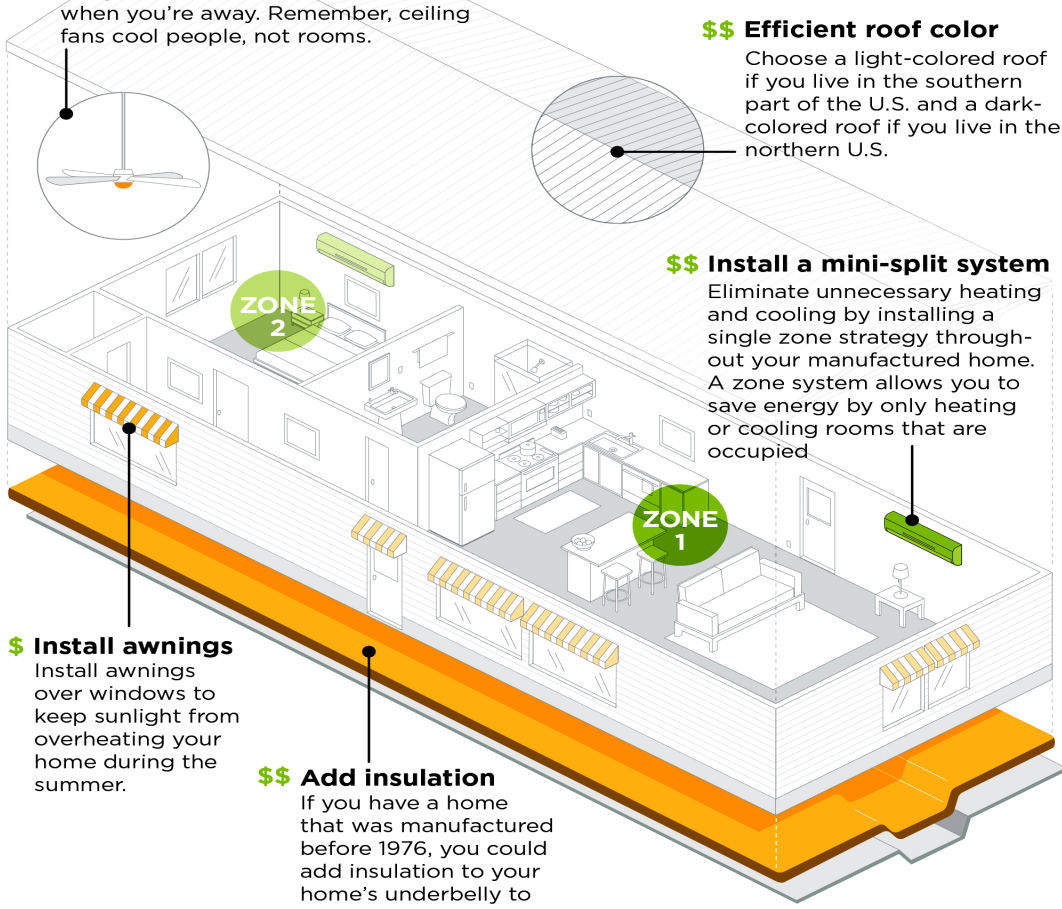 when you’re away. Remember, ceiling
fans cool people, not rooms.
$$ Efficient roof color
Choose a light-colored roof
if you live in the southern
part of the U.S. and a dark-
colored roof if you live in the
northern U.S.
$$ Install a mini-split system
Eliminate unnecessary heating
and cooling by installing a
single zone strategy through-
out your manufactured home.
A zone system allows you to
save energy by only heating
or cooling rooms that are
occupied
ZONE
2
ZONE
1
$ Install awnings
Install awnings
over windows to
keep sunlight from
overheating your
home during the
summer.
$$ Add insulation
If you have a home
that was manufactured
before 1976, you could
add insulation to your
home’s underbelly to